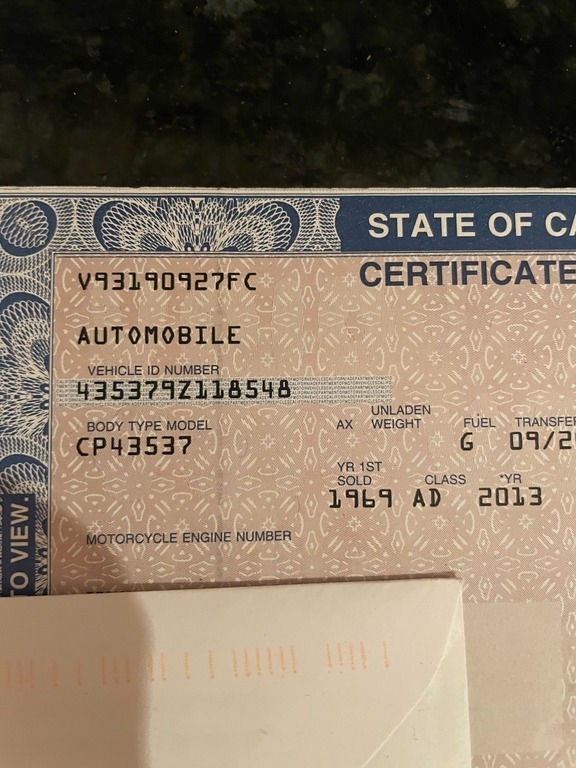 STATE OF CA
V93190927FC
CERTIFICATE
AUTOMOBILE
VEHICLE ID NUMBER
435379Z118548
BODY TYPE MODEL
AX
UNLADEN WEIGHT
FUEL
TRANSFER
CP43537
G
09/2
YR 1ST SOLD
CLASS
*YR
1969
AD
2013
MOTORCYCLE ENGINE NUMBER
O VIEW.